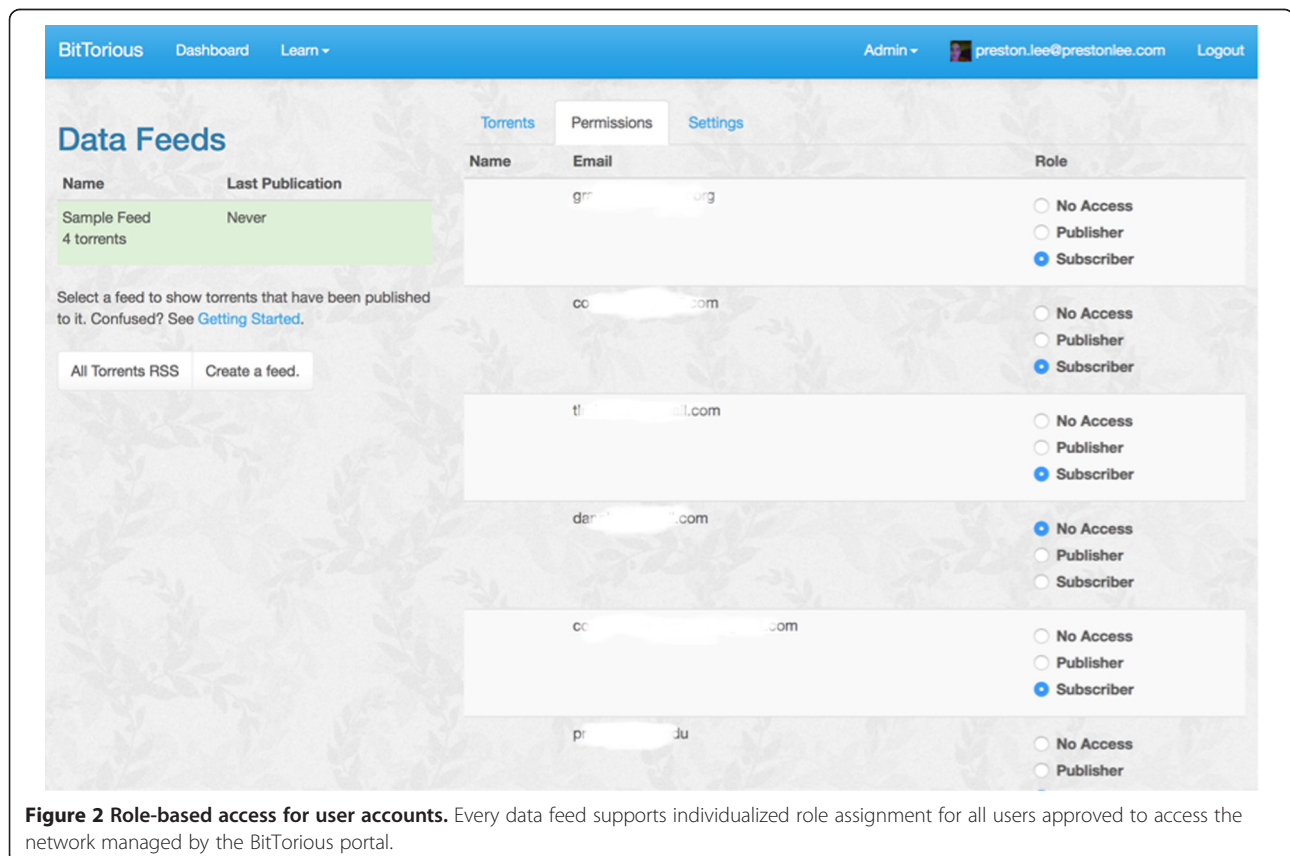 BitTorious Dashboard Learn Admin preston.lee@prestonlee.com Logout
Data Feeds
Name Last Publication
Sample Feed Never
4 torrents
Select a feed to show torrents that have been published
to it. Confused? See Getting Started.
All Torrents RSS Create a feed.
Torrents Permissions Settings
Name Email Role
No Access
Publisher
Subscriber
No Access
Publisher
Subscriber
No Access
Publisher
Subscriber
No Access
Publisher
Subscriber
No Access
Publisher
Subscriber
No Access
Publisher
Figure 2 Role-based access for user accounts. Every data feed supports individualized role assignment for all users approved to access the
network managed by the BitTorious portal.